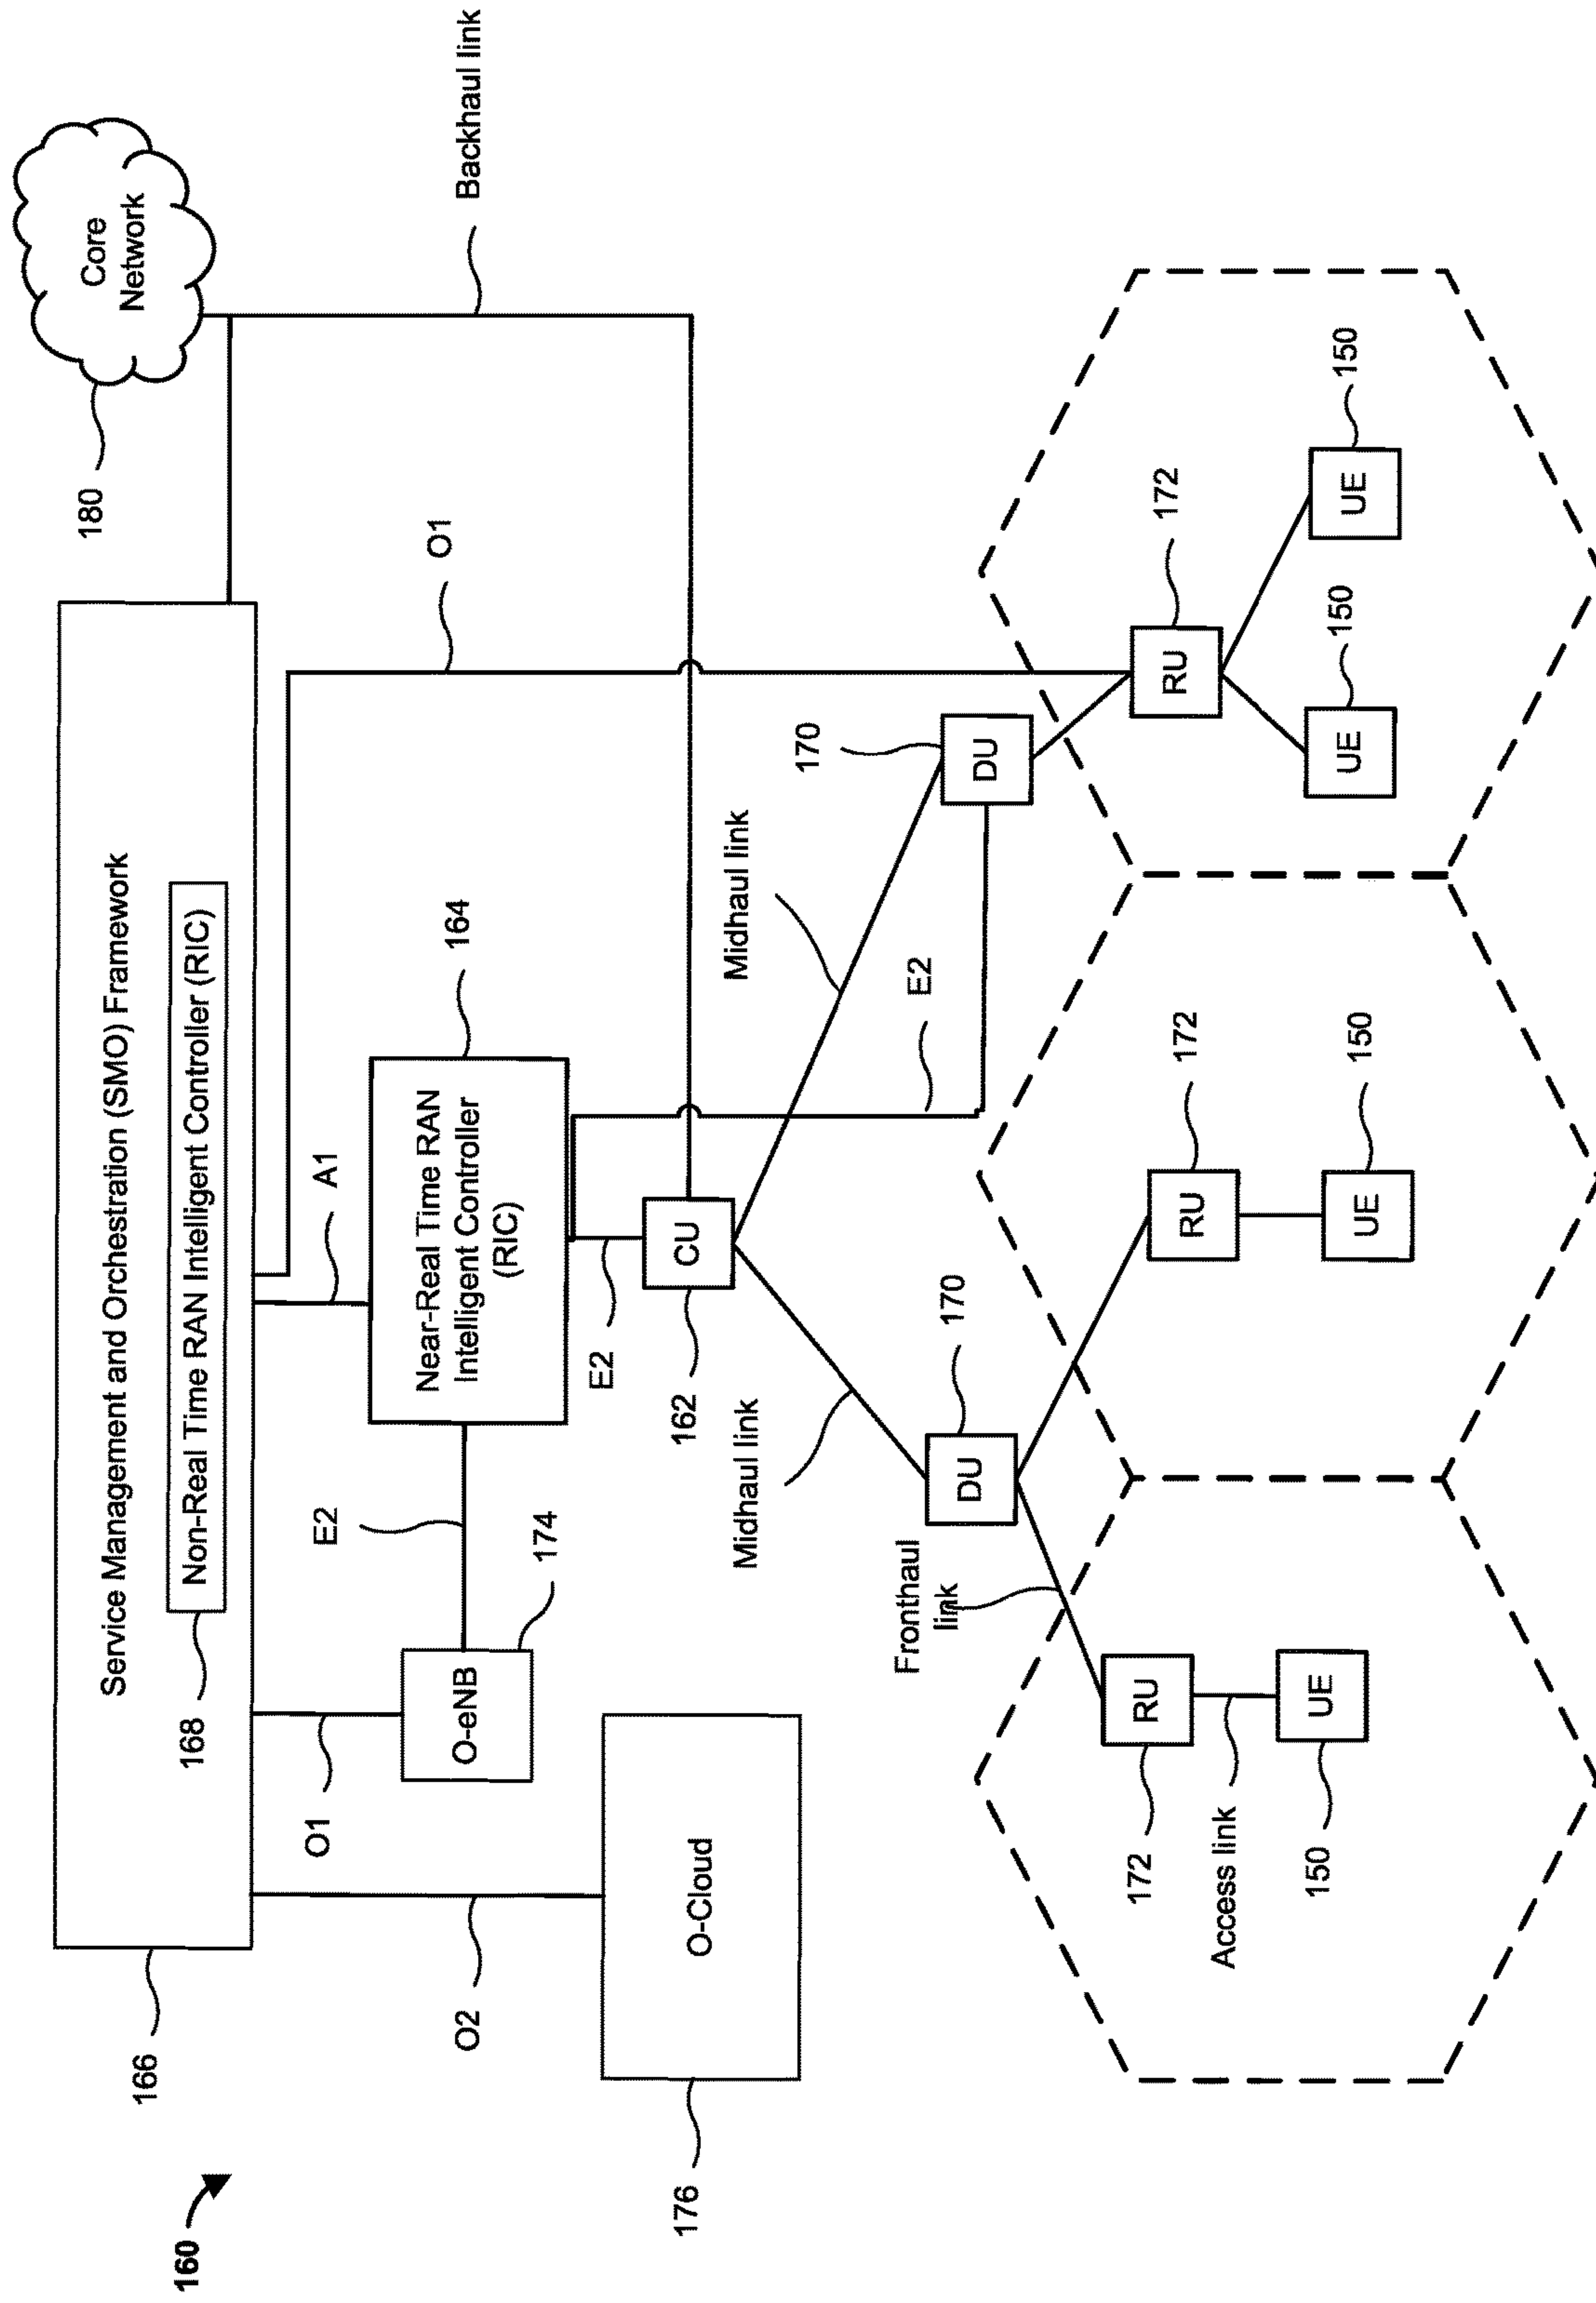 160
166
Service Management and Orchestration (SMO) Framework
168
Non-Real Time RAN Intelligent Controller (RIC)
180
Core
Network
O2
O1
E2
A1
O1
Backhaul link
174
O-eNB
Near-Real Time RAN
Intelligent Controller
(RIC)
164
176
O-Cloud
E2
162
CU
Midhaul link
Midhaul link
170
DU
E2
170
DU
Fronthaul
link
172
RU
Access link
150
UE
172
RU
150
UE
172
RU
150
UE
150
UE